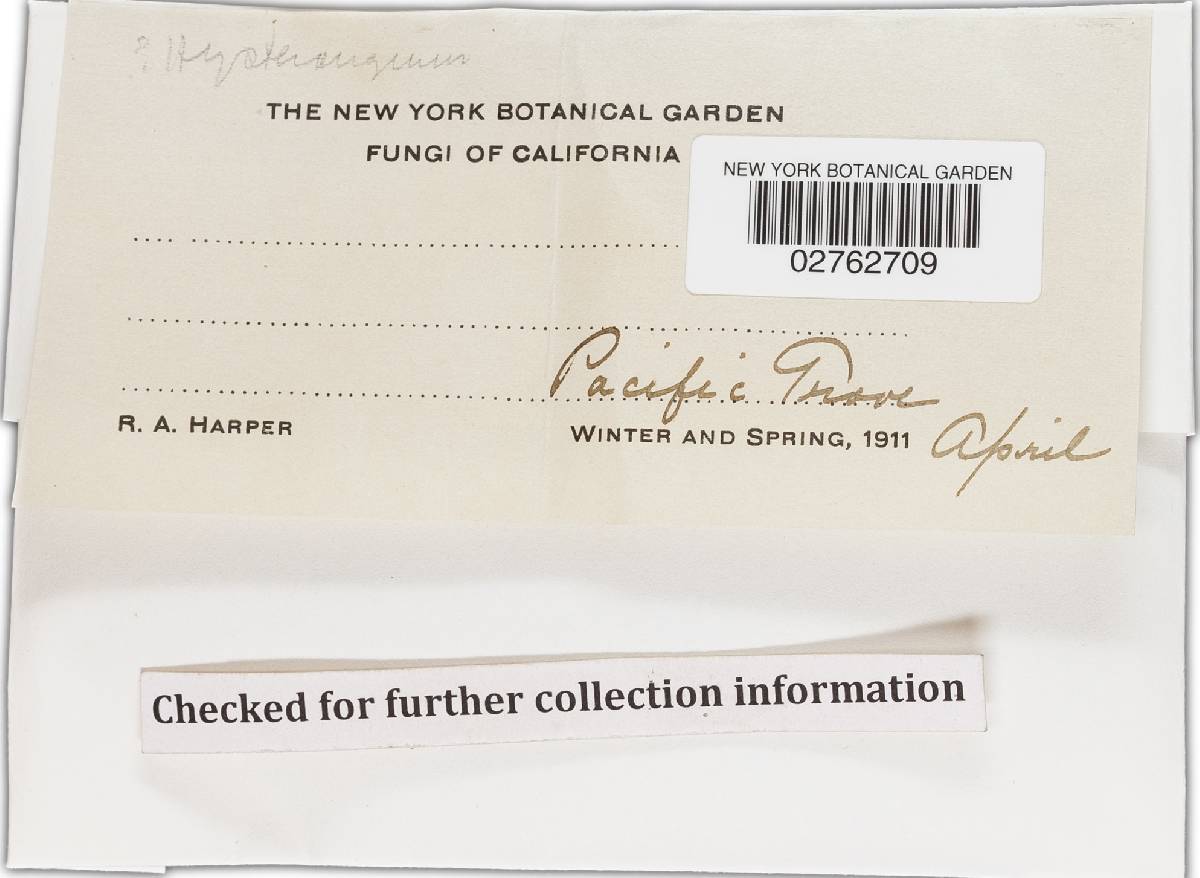 ? Hysterangium
THE NEW YORK BOTANICAL GARDEN
FUNGI OF CALIFORNIA
NEW YORK BOTANICAL GARDEN
02762709
Pacific Grove
R. A. HARPER
WINTER AND SPRING, 1911 April
Checked for further collection information